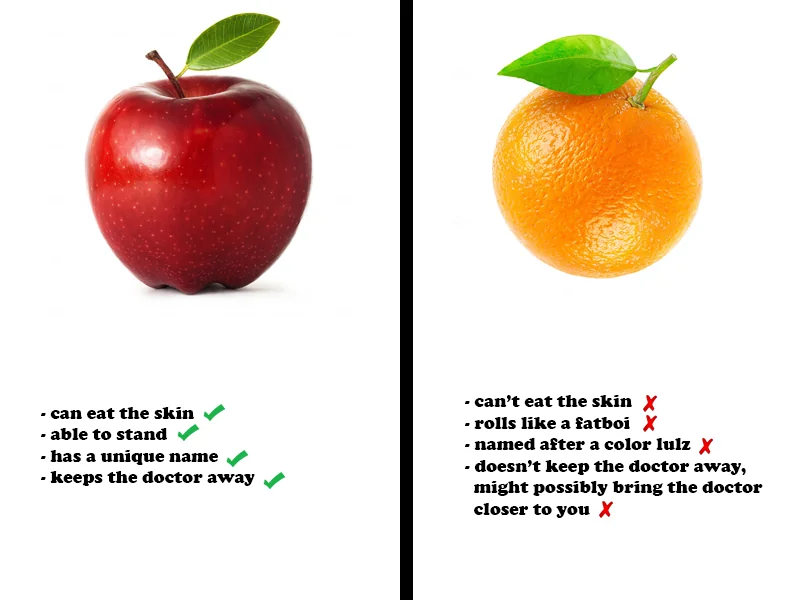 - can eat the skin ✓
- able to stand ✓
- has a unique name ✓
- keeps the doctor away ✓
- can't eat the skin ✗
- rolls like a fatboi ✗
- named after a color lulz ✗
- doesn't keep the doctor away,
might possibly bring the doctor
closer to you ✗